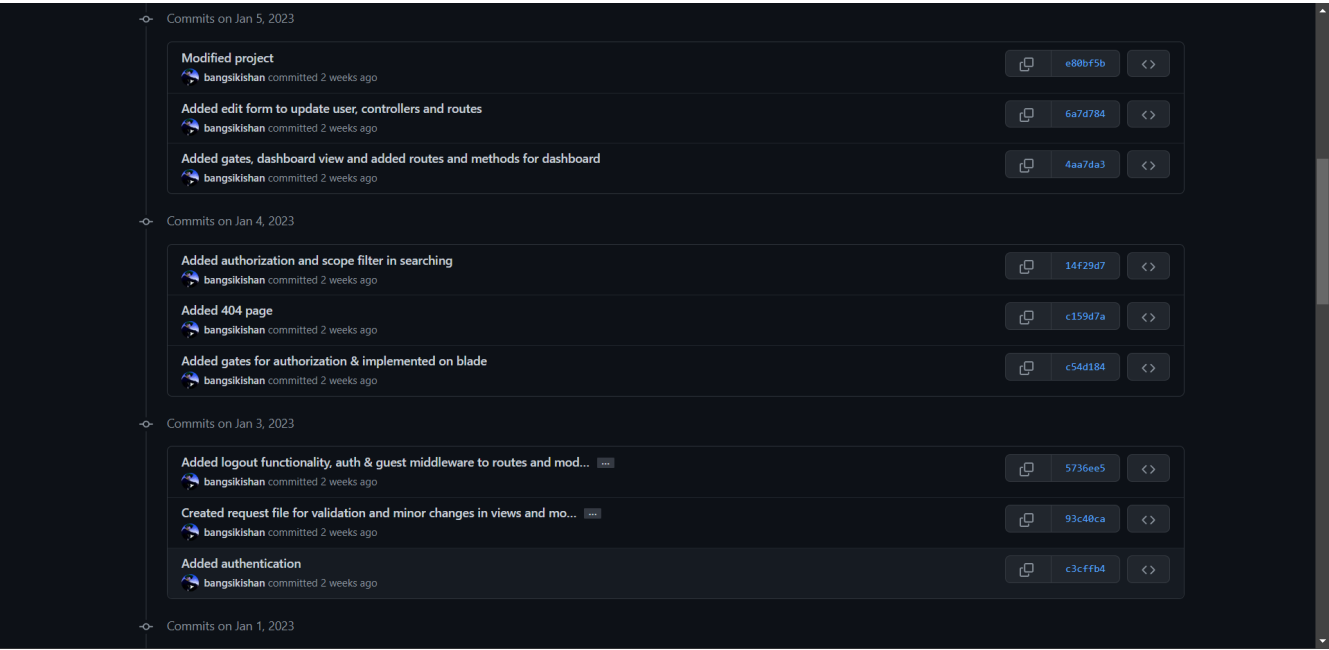 Commits on Jan 5, 2023
Modified project
bangsikishan committed 2 weeks ago
e80bf5b
Added edit form to update user, controllers and routes
bangsikishan committed 2 weeks ago
6a7d784
Added gates, dashboard view and added routes and methods for dashboard
bangsikishan committed 2 weeks ago
4aa7da3
Commits on Jan 4, 2023
Added authorization and scope filter in searching
bangsikishan committed 2 weeks ago
14f29d7
Added 404 page
bangsikishan committed 2 weeks ago
c159d7a
Added gates for authorization & implemented on blade
bangsikishan committed 2 weeks ago
c54d184
Commits on Jan 3, 2023
Added logout functionality, auth & guest middleware to routes and mod... …
bangsikishan committed 2 weeks ago
5736ee5
Created request file for validation and minor changes in views and mo... …
bangsikishan committed 2 weeks ago
93c40ca
Added authentication
bangsikishan committed 2 weeks ago
c3cffb4
Commits on Jan 1, 2023